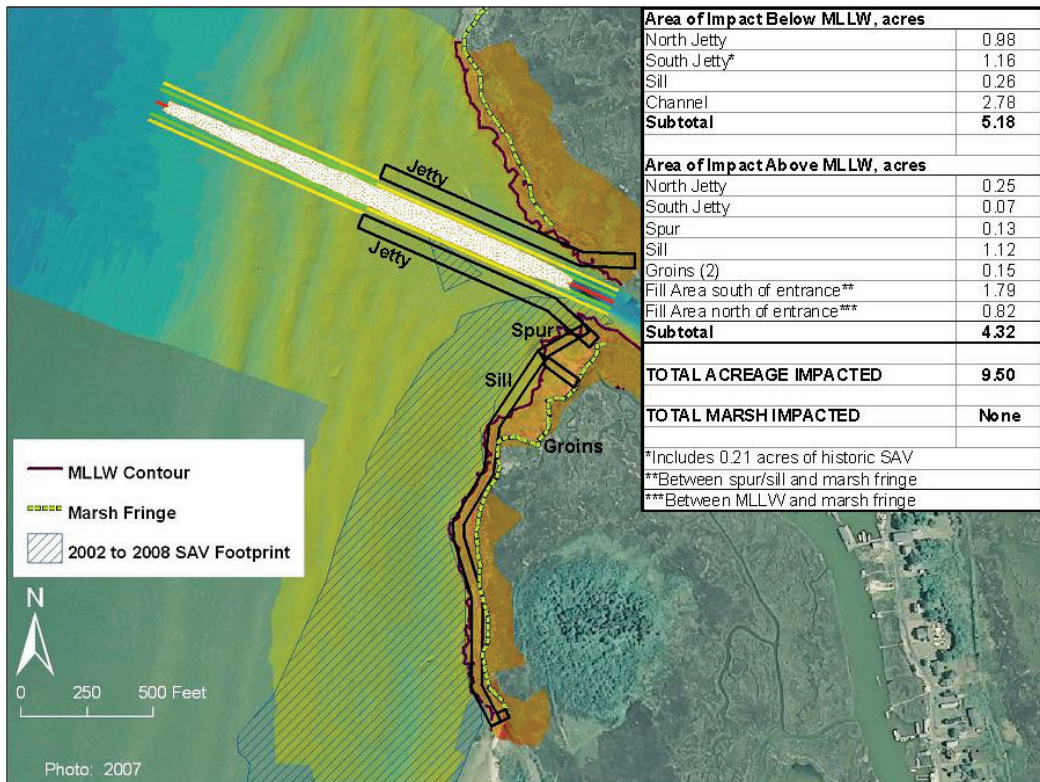 Area of Impact Below MLLW, acres
North Jetty 0.98
South Jetty* 1.16
Sill 0.26
Channel 2.78
Subtotal 5.18
Area of Impact Above MLLW, acres
North Jetty 0.25
South Jetty 0.07
Spur 0.13
Sill 1.12
Groins (2) 0.15
Fill Area south of entrance** 1.79
Fill Area north of entrance*** 0.82
Subtotal 4.32
TOTAL ACREAGE IMPACTED 9.50
TOTAL MARSH IMPACTED None
*Includes 0.21 acres of historic SAV
**Between spur/sill and marsh fringe
***Between MLLW and marsh fringe
Jetty
Jetty
Spur
Sill
Groins
MLLW Contour
Marsh Fringe
2002 to 2008 SAV Footprint
N
0 250 500 Feet
Photo: 2007